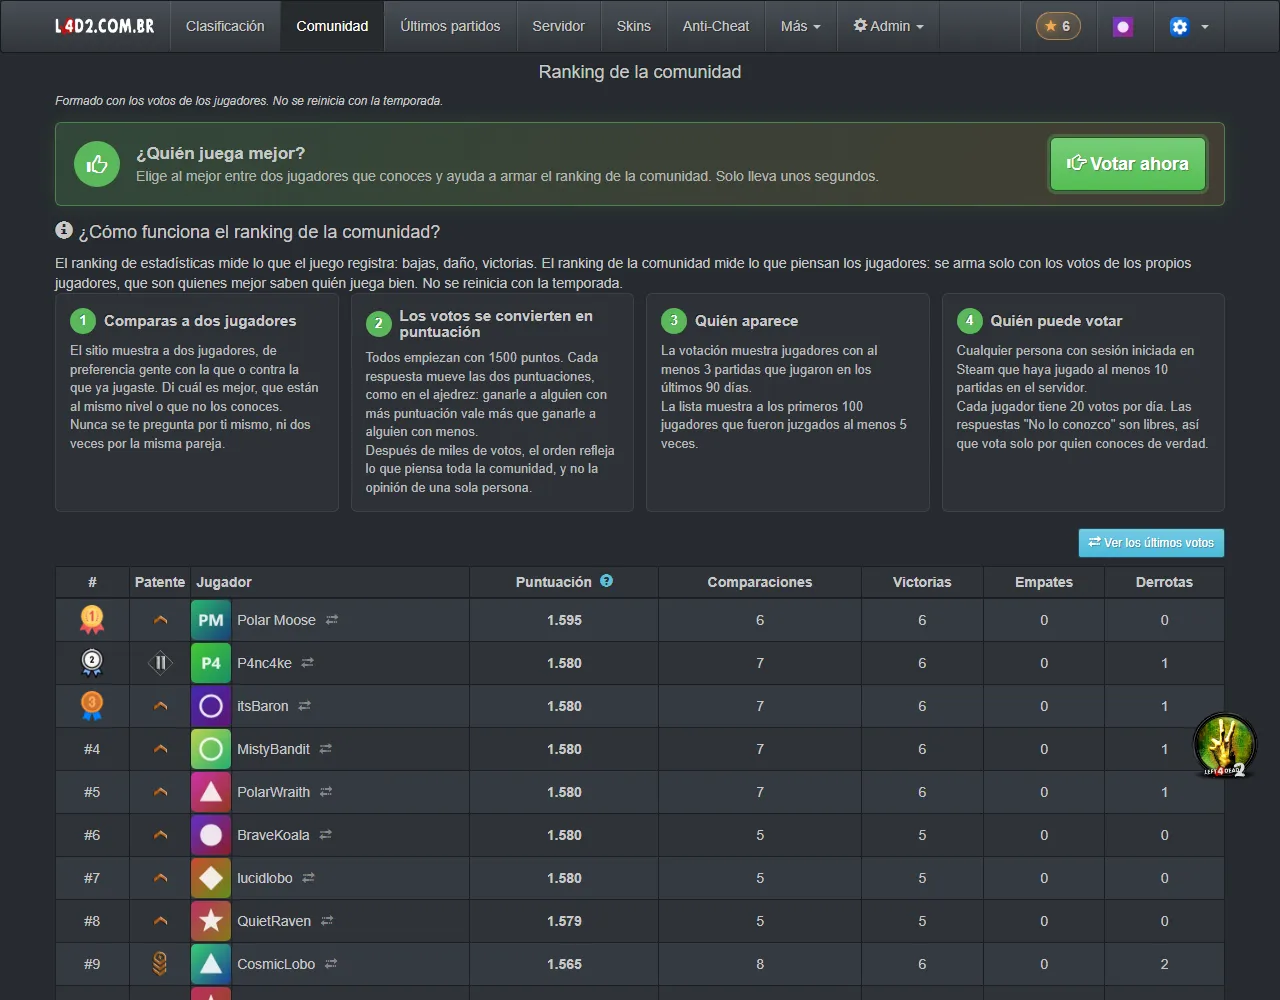 L4D2.COM.BR Clasificación Comunidad Últimos partidos Servidor Skins Anti-Cheat Más Admin 6
Ranking de la comunidad
Formado con los votos de los jugadores. No se reinicia con la temporada.
¿Quién juega mejor?
Elige al mejor entre dos jugadores que conoces y ayuda a armar el ranking de la comunidad. Solo lleva unos segundos.
Votar ahora
¿Cómo funciona el ranking de la comunidad?
El ranking de estadísticas mide lo que el juego registra: bajas, daño, victorias. El ranking de la comunidad mide lo que piensan los jugadores: se arma solo con los votos de los propios
jugadores, que son quienes mejor saben quién juega bien. No se reinicia con la temporada.
1 Comparas a dos jugadores
El sitio muestra a dos jugadores, de
preferencia gente con la que o contra la
que ya jugaste. Di cuál es mejor, que están
al mismo nivel o que no los conoces.
Nunca se te pregunta por ti mismo, ni dos
veces por la misma pareja.
2 Los votos se convierten en
puntuación
Todos empiezan con 1500 puntos. Cada
respuesta mueve las dos puntuaciones,
como en el ajedrez: ganarle a alguien con
más puntuación vale más que ganarle a
alguien con menos.
Después de miles de votos, el orden refleja
lo que piensa toda la comunidad, y no la
opinión de una sola persona.
3 Quién aparece
La votación muestra jugadores con al
menos 3 partidas que jugaron en los
últimos 90 días.
La lista muestra a los primeros 100
jugadores que fueron juzgados al menos 5
veces.
4 Quién puede votar
Cualquier persona con sesión iniciada en
Steam que haya jugado al menos 10
partidas en el servidor.
Cada jugador tiene 20 votos por día. Las
respuestas "No lo conozco" son libres, así
que vota solo por quien conoces de verdad.
Ver los últimos votos
# Patente Jugador Puntuación ? Comparaciones Victorias Empates Derrotas
1 PM Polar Moose 1.595 6 6 0 0
2 P4 P4nc4ke 1.580 7 6 0 1
3 itsBaron 1.580 7 6 0 1
#4 MistyBandit 1.580 7 6 0 1
#5 PolarWraith 1.580 7 6 0 1
#6 BraveKoala 1.580 5 5 0 0
#7 lucidlobo 1.580 5 5 0 0
#8 QuietRaven 1.579 5 5 0 0
#9 CosmicLobo 1.565 8 6 0 2
LEFT 4 DEAD 2